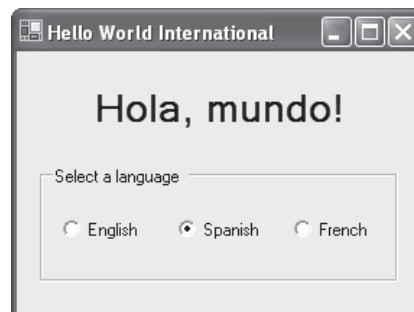 Hello World International
Hola, mundo!
Select a language
English Spanish French